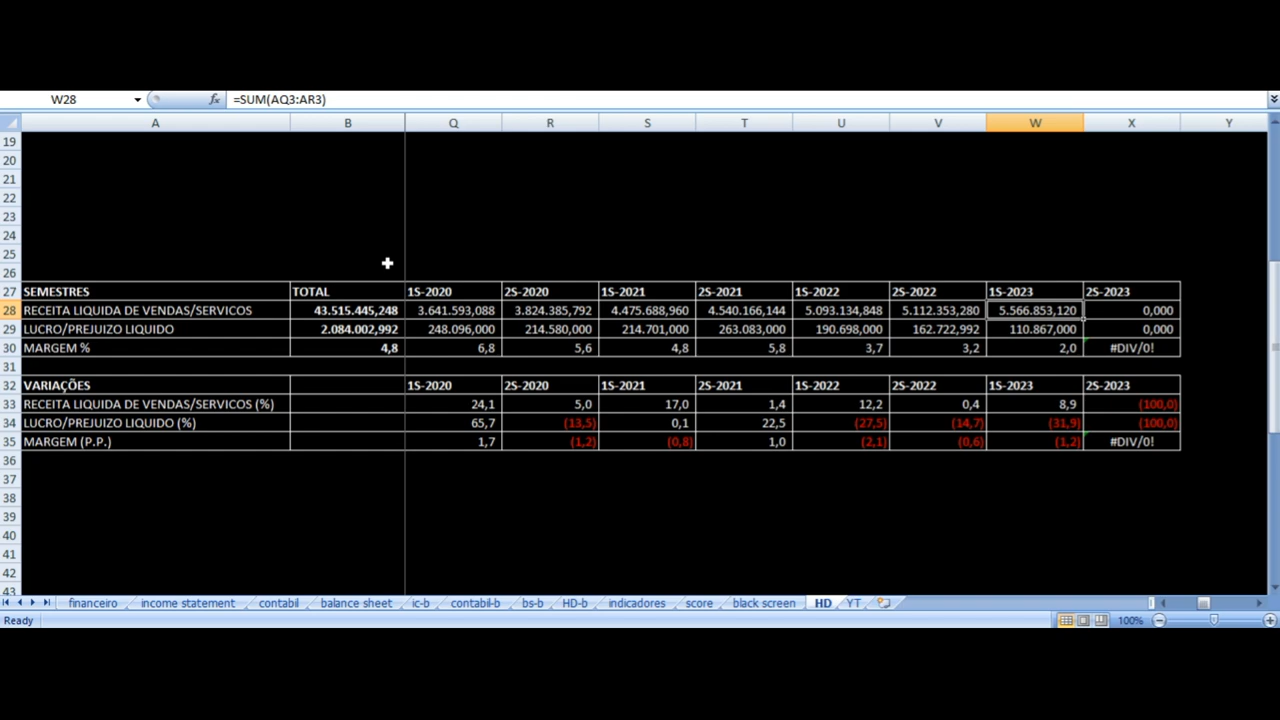 W28 fx =SUM(AQ3:AR3)
A B Q R S T U V W X Y
19
20
21
22
23
24
25
26
27 SEMESTRES TOTAL 1S-2020 2S-2020 1S-2021 2S-2021 1S-2022 2S-2022 1S-2023 2S-2023
28 RECEITA LIQUIDA DE VENDAS/SERVICOS 43.515.445,248 3.641.593,088 3.824.385,792 4.475.688,960 4.540.166,144 5.093.134,848 5.112.353,280 5.566.853,120 0,000
29 LUCRO/PREJUIZO LIQUIDO 2.084.002,992 248.096,000 214.580,000 214.701,000 263.083,000 190.698,000 162.722,992 110.867,000 0,000
30 MARGEM % 4,8 6,8 5,6 4,8 5,8 3,7 3,2 2,0 #DIV/0!
31
32 VARIAÇÕES 1S-2020 2S-2020 1S-2021 2S-2021 1S-2022 2S-2022 1S-2023 2S-2023
33 RECEITA LIQUIDA DE VENDAS/SERVICOS (%) 24,1 5,0 17,0 1,4 12,2 0,4 8,9 (100,0)
34 LUCRO/PREJUIZO LIQUIDO (%) 65,7 (13,5) 0,1 22,5 (27,5) (14,7) (31,9) (100,0)
35 MARGEM (P.P.) 1,7 (1,2) (0,8) 1,0 (2,1) (0,6) (1,2) #DIV/0!
36
37
38
39
40
41
42
43
financeiro income statement contabil balance sheet ic-b contabil-b bs-b HD-b indicadores score black screen HD YT
Ready 100%